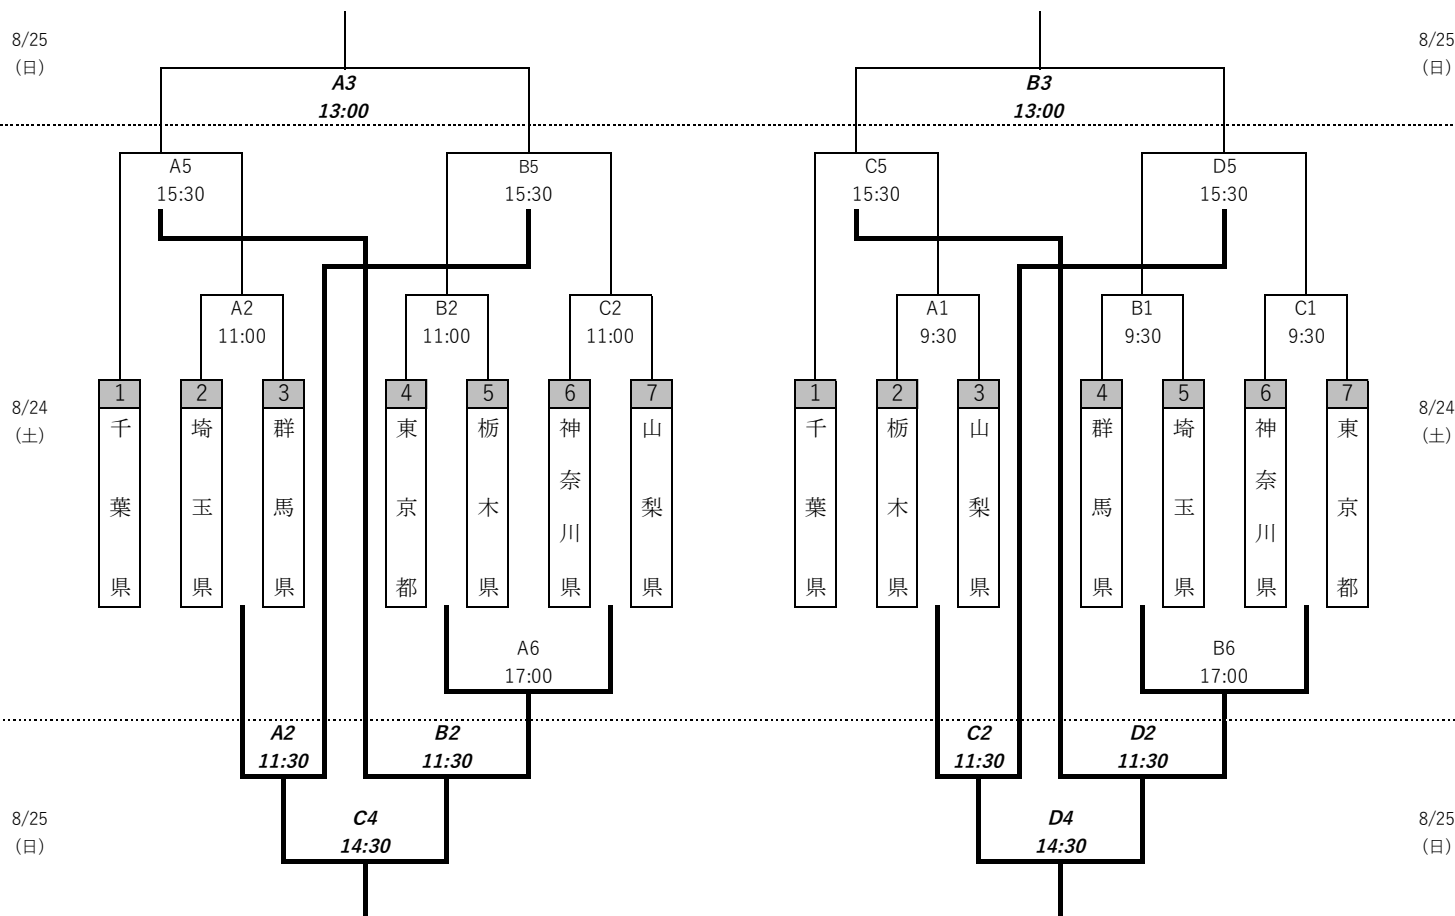 8/25
（日）
A3
13:00
B3
13:00
8/25
（日）
A5
15:30
B5
15:30
C5
15:30
D5
15:30
A2
11:00
B2
11:00
C2
11:00
A1
9:30
B1
9:30
C1
9:30
8/24
（土）
1
千葉県
2
埼玉県
3
群馬県
4
東京都
5
栃木県
6
神奈川県
7
山梨県
1
千葉県
2
栃木県
3
山梨県
4
群馬県
5
埼玉県
6
神奈川県
7
東京都
8/24
（土）
A6
17:00
B6
17:00
A2
11:30
B2
11:30
C2
11:30
D2
11:30
8/25
（日）
C4
14:30
D4
14:30
8/25
（日）